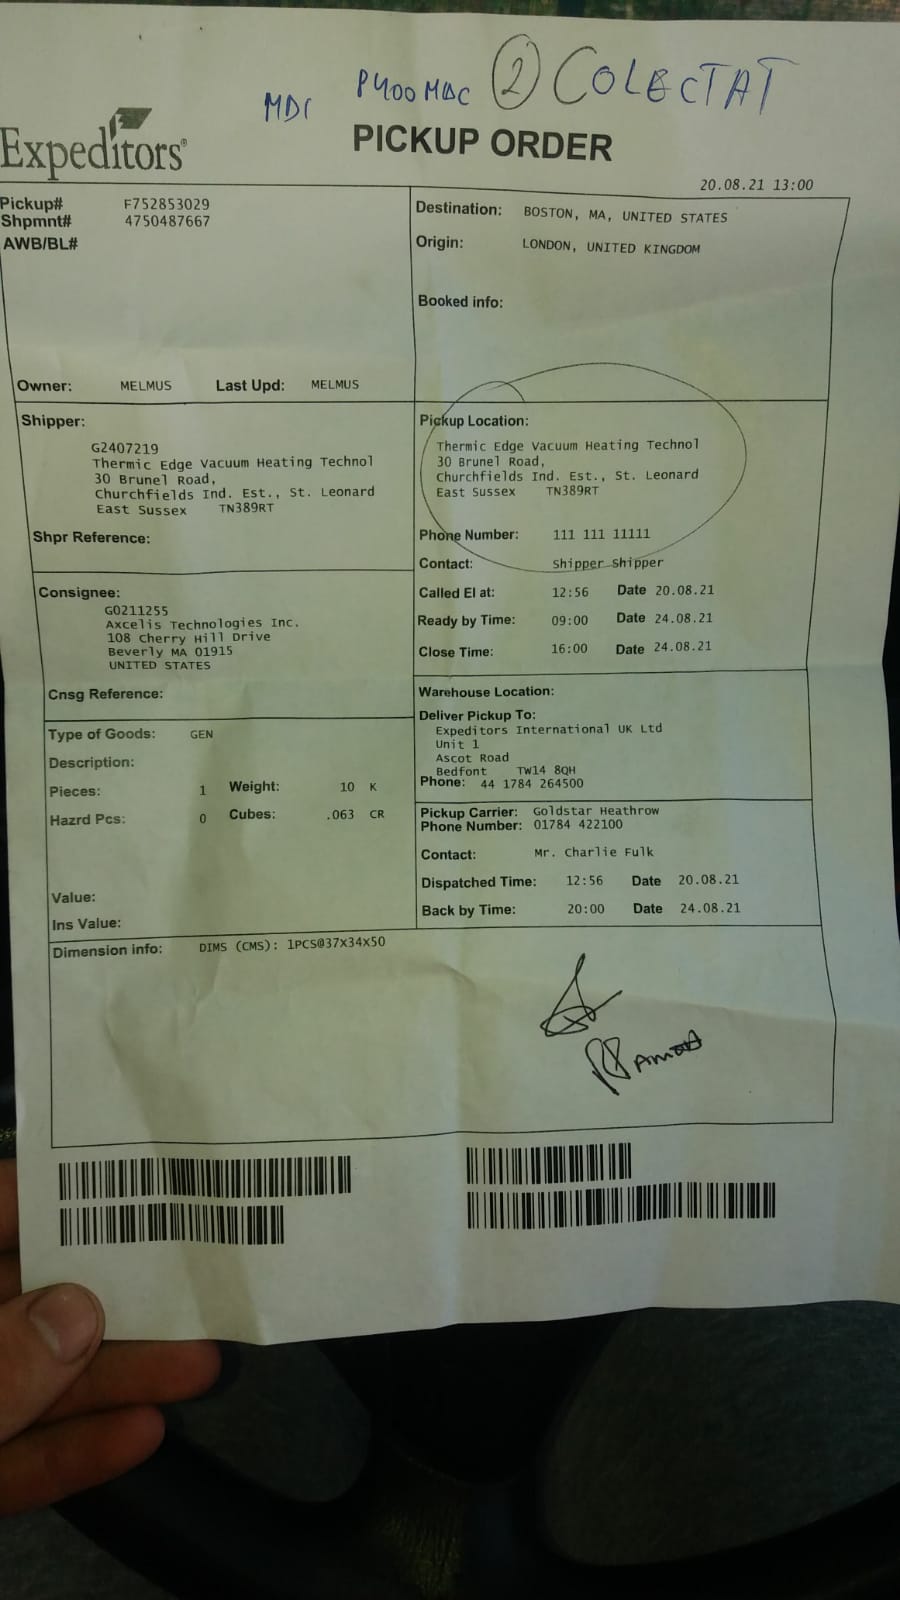 MDI P400MDC 2 COLECTAT
Expeditors®
PICKUP ORDER
20.08.21 13:00
Pickup# F752853029
Shpmnt# 4750487667
AWB/BL#
Destination: BOSTON, MA, UNITED STATES
Origin: LONDON, UNITED KINGDOM
Booked info:
Owner: MELMUS Last Upd: MELMUS
Shipper:
G2407219
Thermic Edge Vacuum Heating Technol
30 Brunel Road,
Churchfields Ind. Est., St. Leonard
East Sussex TN389RT
Shpr Reference:
Pickup Location:
Thermic Edge Vacuum Heating Technol
30 Brunel Road,
Churchfields Ind. Est., St. Leonard
East Sussex TN389RT
Phone Number: 111 111 11111
Contact: Shipper Shipper
Called El at: 12:56 Date 20.08.21
Ready by Time: 09:00 Date 24.08.21
Close Time: 16:00 Date 24.08.21
Consignee:
G0211255
Axcelis Technologies Inc.
108 Cherry Hill Drive
Beverly MA 01915
UNITED STATES
Cnsg Reference:
Warehouse Location:
Deliver Pickup To:
Expeditors International UK Ltd
Unit 1
Ascot Road
Bedfont TW14 8QH
Phone: 44 1784 264500
Type of Goods: GEN
Description:
Pieces: 1 Weight: 10 K
Hazrd Pcs: 0 Cubes: .063 CR
Value:
Ins Value:
Pickup Carrier: Goldstar Heathrow
Phone Number: 01784 422100
Contact: Mr. Charlie Fulk
Dispatched Time: 12:56 Date 20.08.21
Back by Time: 20:00 Date 24.08.21
Dimension info: DIMS (CMS): 1PCS@37X34X50